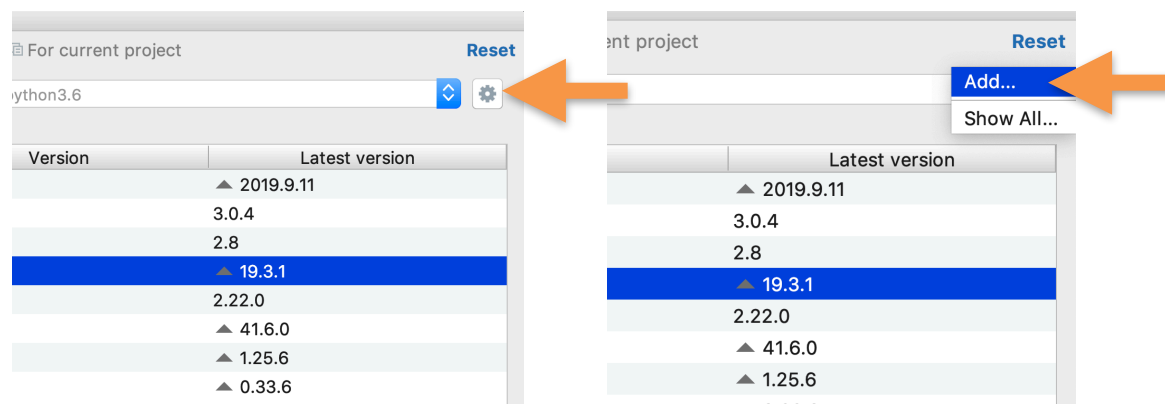 For current project
Reset
python3.6
Version Latest version
2019.9.11
3.0.4
2.8
19.3.1
2.22.0
41.6.0
1.25.6
0.33.6
ent project
Reset
Add...
Show All...
Latest version
2019.9.11
3.0.4
2.8
19.3.1
2.22.0
41.6.0
1.25.6